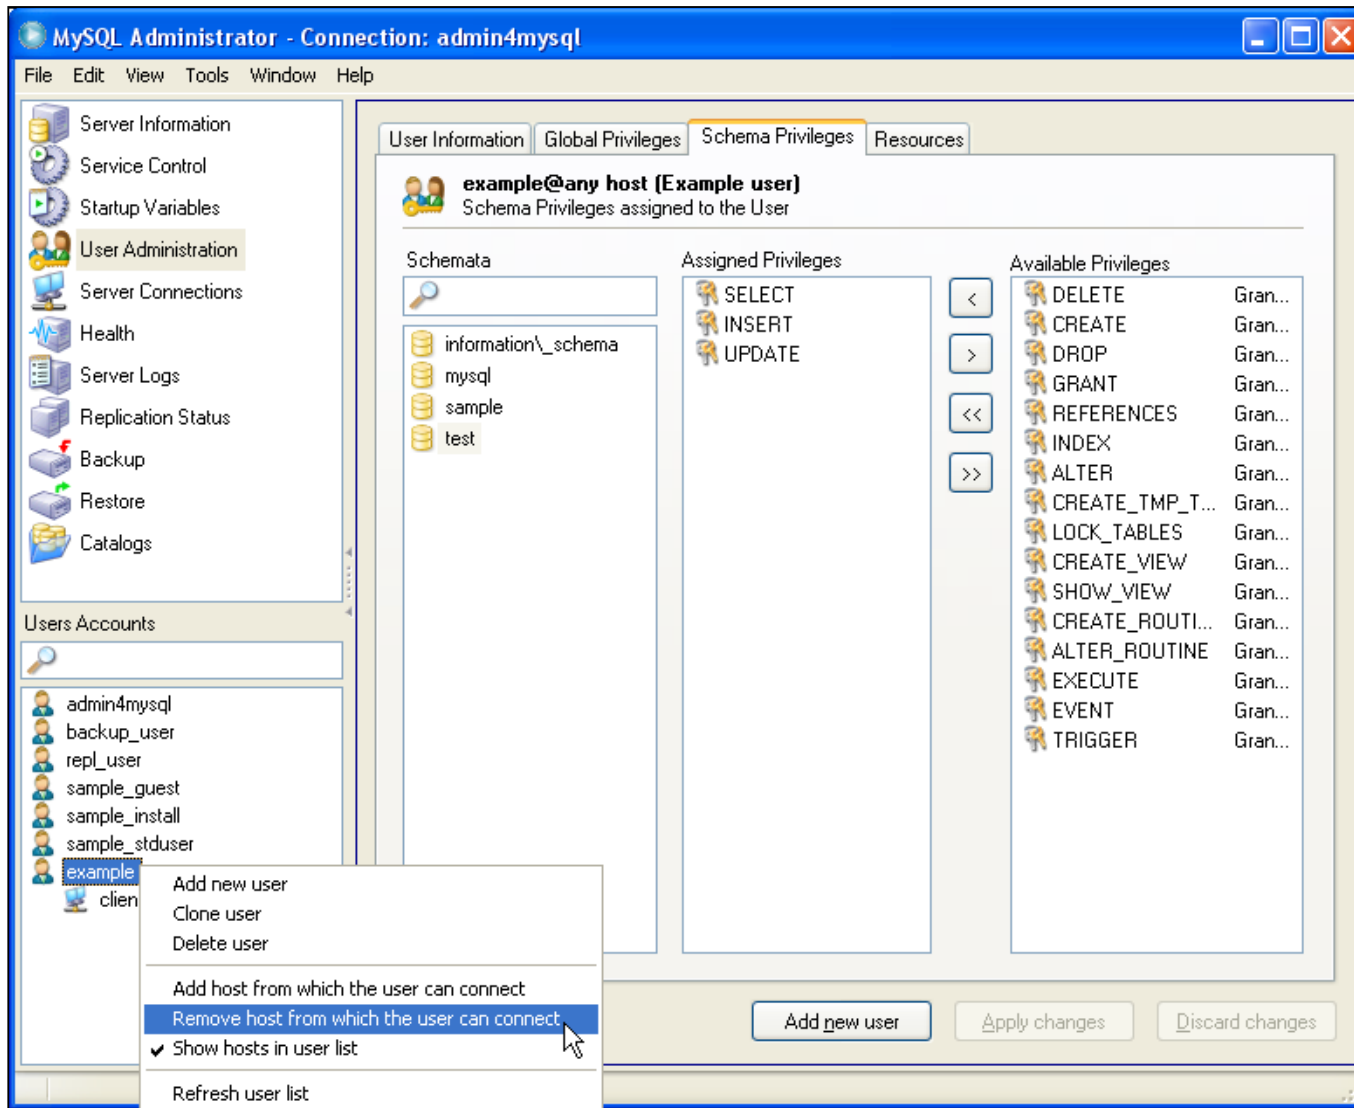 MySQL Administrator - Connection: admin4mysql
File Edit View Tools Window Help
Server Information
Service Control
Startup Variables
User Administration
Server Connections
Health
Server Logs
Replication Status
Backup
Restore
Catalogs
Users Accounts
admin4mysql
backup_user
repl_user
sample_guest
sample_install
sample_stduser
example
clien
Add new user
Clone user
Delete user
Add host from which the user can connect
Remove host from which the user can connect
Show hosts in user list
Refresh user list
User Information Global Privileges Schema Privileges Resources
example@any host (Example user)
Schema Privileges assigned to the User
Schemata
information\_schema
mysql
sample
test
Assigned Privileges
SELECT
INSERT
UPDATE
<
>
<<
>>
Available Privileges
DELETE Gran...
CREATE Gran...
DROP Gran...
GRANT Gran...
REFERENCES Gran...
INDEX Gran...
ALTER Gran...
CREATE_TMP_T... Gran...
LOCK_TABLES Gran...
CREATE_VIEW Gran...
SHOW_VIEW Gran...
CREATE_ROUTI... Gran...
ALTER_ROUTINE Gran...
EXECUTE Gran...
EVENT Gran...
TRIGGER Gran...
Add new user Apply changes Discard changes